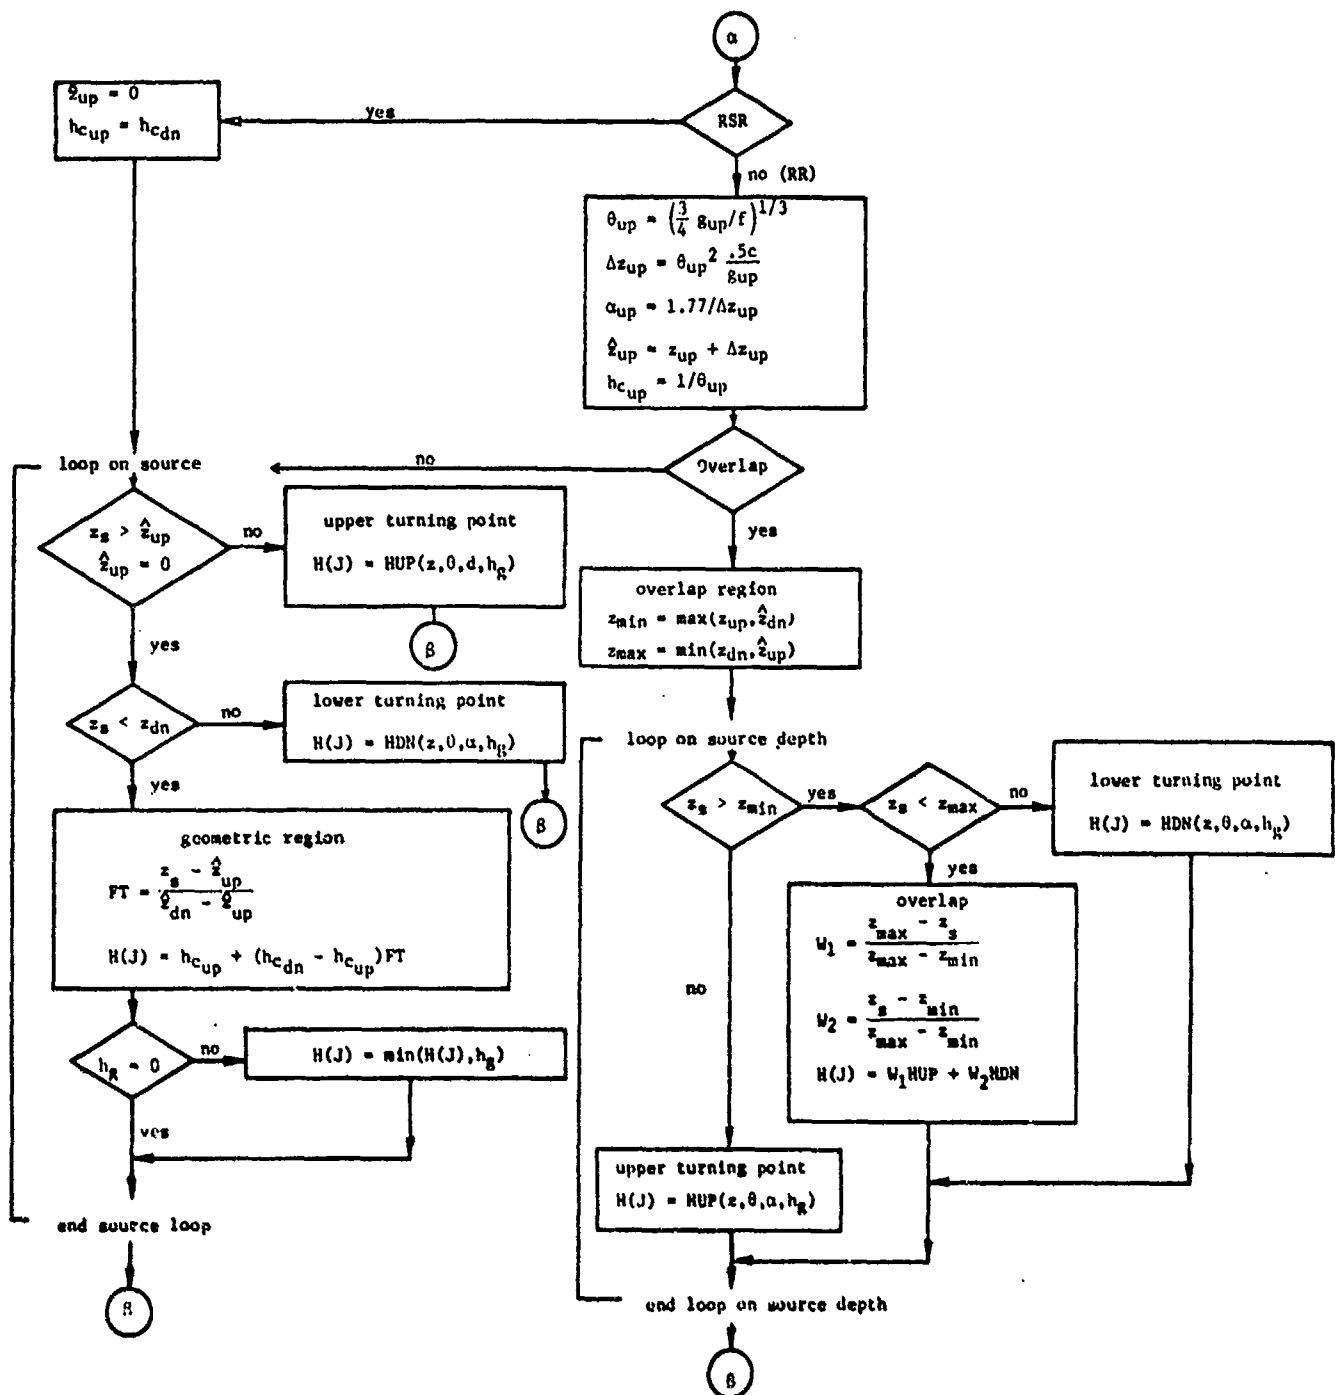 α
RSR
yes
ẑup = 0
hcup = hcdn
no (RR)
θup = (3/4 gup/f)^1/3
Δzup = θup² .5c/gup
αup = 1.77/Δzup
ẑup = zup + Δzup
hcup = 1/θup
Overlap
no
yes
loop on source
zs > ẑup
ẑup = 0
no
upper turning point
H(J) = HUP(z,θ,d,hg)
β
yes
zs < zdn
no
lower turning point
H(J) = HDN(z,θ,α,hg)
β
yes
geometric region
FT = (zs - ẑup)/(ẑdn - ẑup)
H(J) = hcup + (hcdn - hcup)FT
hg = 0
no
H(J) = min(H(J),hg)
yes
end source loop
β
overlap region
zmin = max(zup,ẑdn)
zmax = min(zdn,ẑup)
loop on source depth
zs > zmin
yes
zs < zmax
no
lower turning point
H(J) = HDN(z,θ,α,hg)
yes
overlap
W1 = (zmax - zs)/(zmax - zmin)
W2 = (zs - zmin)/(zmax - zmin)
H(J) = W1HUP + W2HDN
no
upper turning point
H(J) = HUP(z,θ,α,hg)
end loop on source depth
β